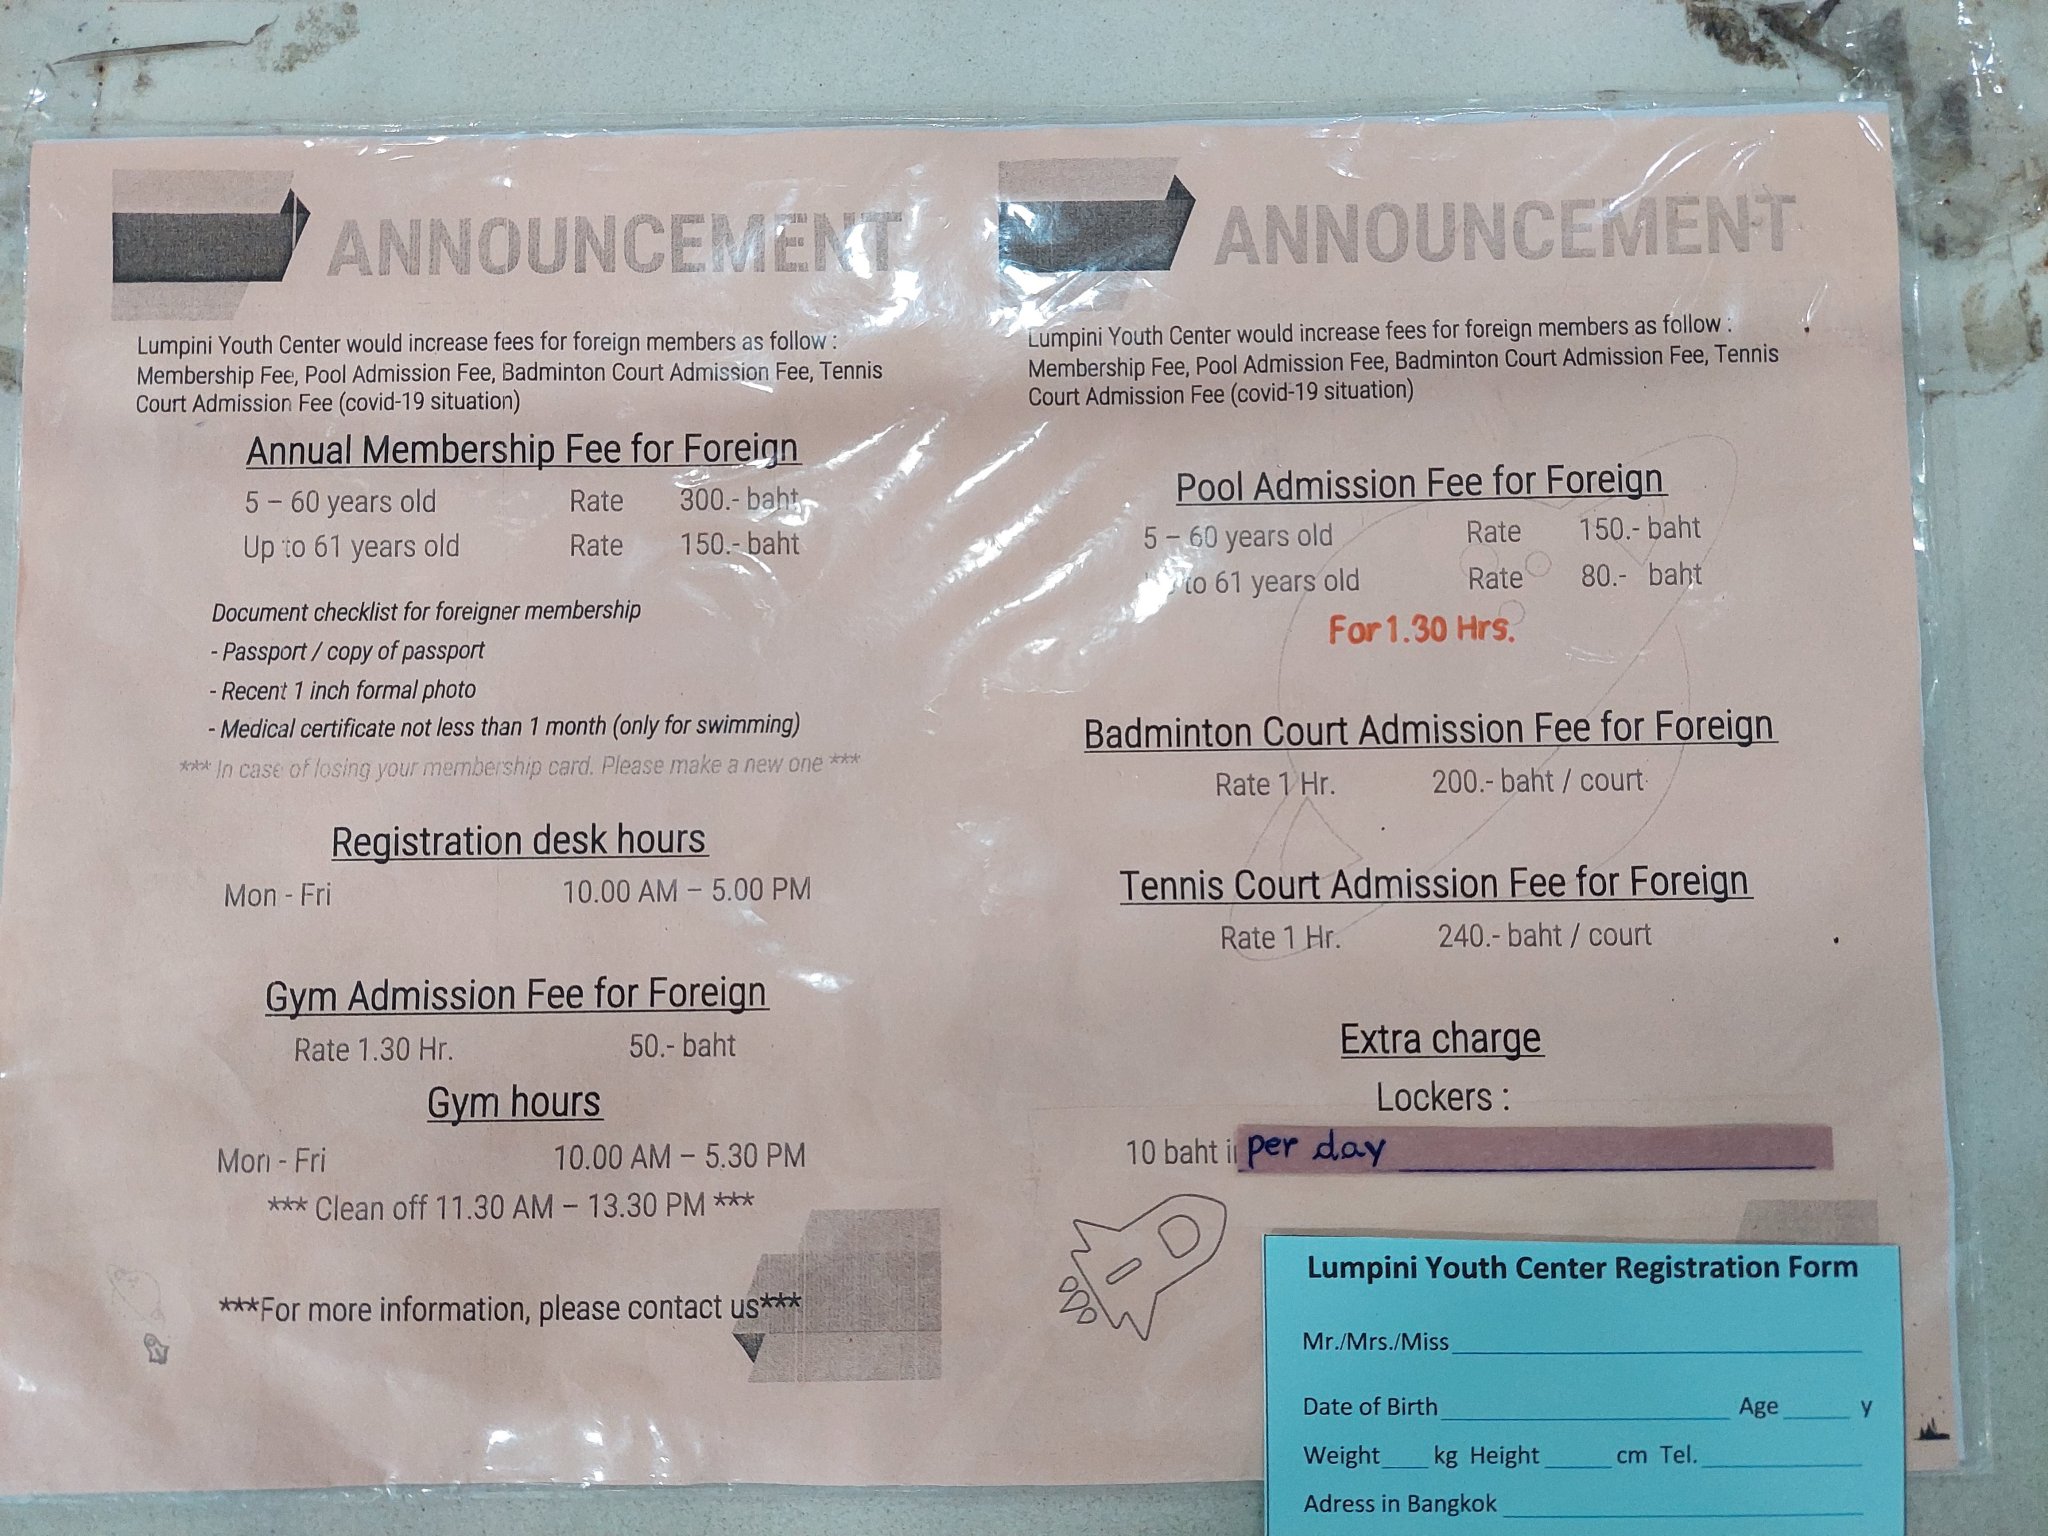 ANNOUNCEMENT
Lumpini Youth Center would increase fees for foreign members as follow :
Membership Fee, Pool Admission Fee, Badminton Court Admission Fee, Tennis
Court Admission Fee (covid-19 situation)
Annual Membership Fee for Foreign
5 – 60 years old Rate 300.- baht
Up to 61 years old Rate 150.- baht
Document checklist for foreigner membership
- Passport / copy of passport
- Recent 1 inch formal photo
- Medical certificate not less than 1 month (only for swimming)
*** In case of losing your membership card. Please make a new one ***
Registration desk hours
Mon - Fri 10.00 AM – 5.00 PM
Gym Admission Fee for Foreign
Rate 1.30 Hr. 50.- baht
Gym hours
Mon - Fri 10.00 AM – 5.30 PM
*** Clean off 11.30 AM – 13.30 PM ***
***For more information, please contact us***
ANNOUNCEMENT
Lumpini Youth Center would increase fees for foreign members as follow :
Membership Fee, Pool Admission Fee, Badminton Court Admission Fee, Tennis
Court Admission Fee (covid-19 situation)
Pool Admission Fee for Foreign
5 – 60 years old Rate 150.- baht
to 61 years old Rate 80.- baht
For 1.30 Hrs.
Badminton Court Admission Fee for Foreign
Rate 1 Hr. 200.- baht / court
Tennis Court Admission Fee for Foreign
Rate 1 Hr. 240.- baht / court
Extra charge
Lockers :
10 baht per day
Lumpini Youth Center Registration Form
Mr./Mrs./Miss
Date of Birth Age y
Weight kg Height cm Tel.
Adress in Bangkok